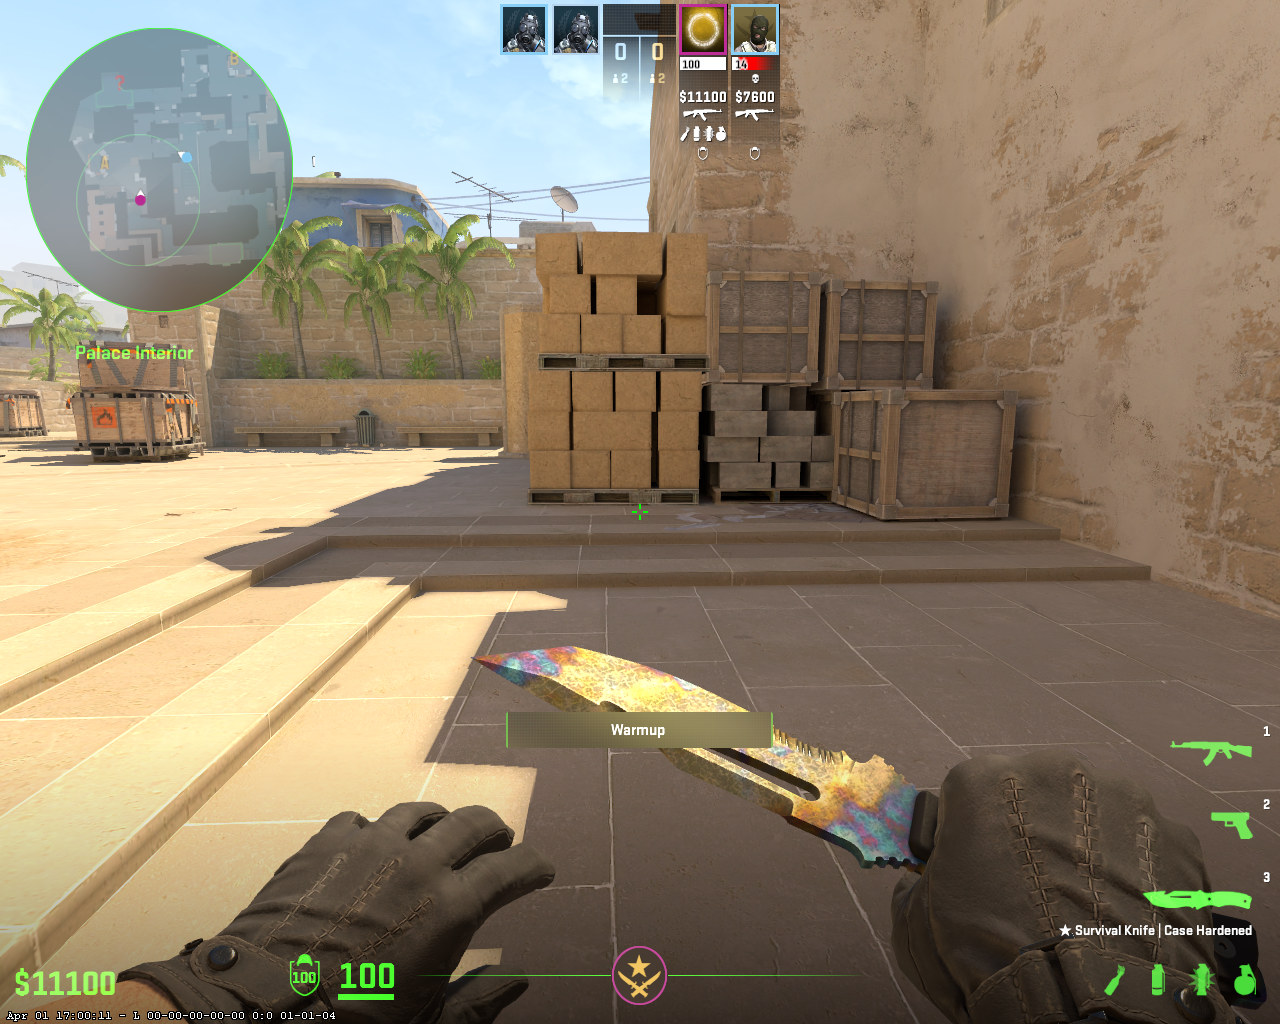 0 0
2 2
100 14
$11100 $7600
B
A
Palace Interior
Warmup
1
2
3
★ Survival Knife | Case Hardened
$11100
100
100
Apr 01 17:00:11 - L 00-00-00-00-00 0:0 01-01-04